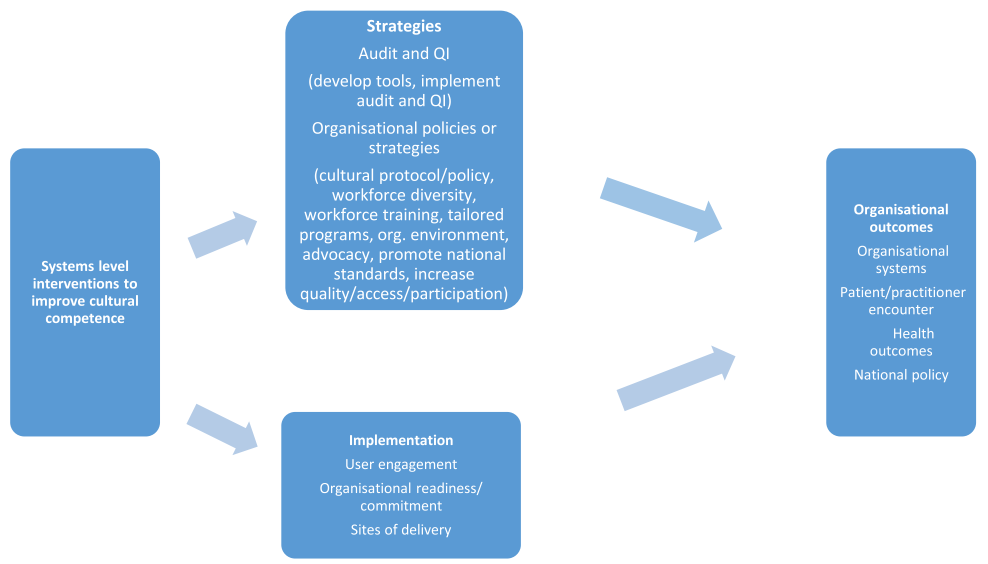 Systems level
interventions to
improve cultural
competence
Strategies
Audit and QI
(develop tools, implement
audit and QI)
Organisational policies or
strategies
(cultural protocol/policy,
workforce diversity,
workforce training, tailored
programs, org. environment,
advocacy, promote national
standards, increase
quality/access/participation)
Implementation
User engagement
Organisational readiness/
commitment
Sites of delivery
Organisational
outcomes
Organisational
systems
Patient/practitioner
encounter
Health
outcomes
National policy